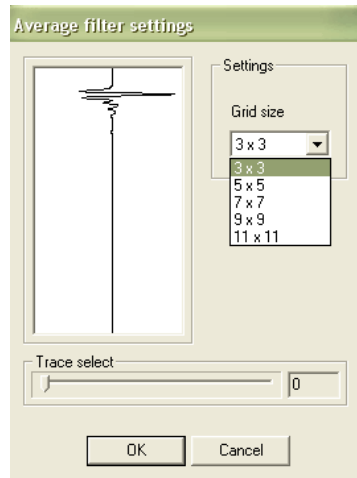 Average filter settings
Settings
Grid size
3 x 3
3 x 3
5 x 5
7 x 7
9 x 9
11 x 11
Trace select
0
OK
Cancel